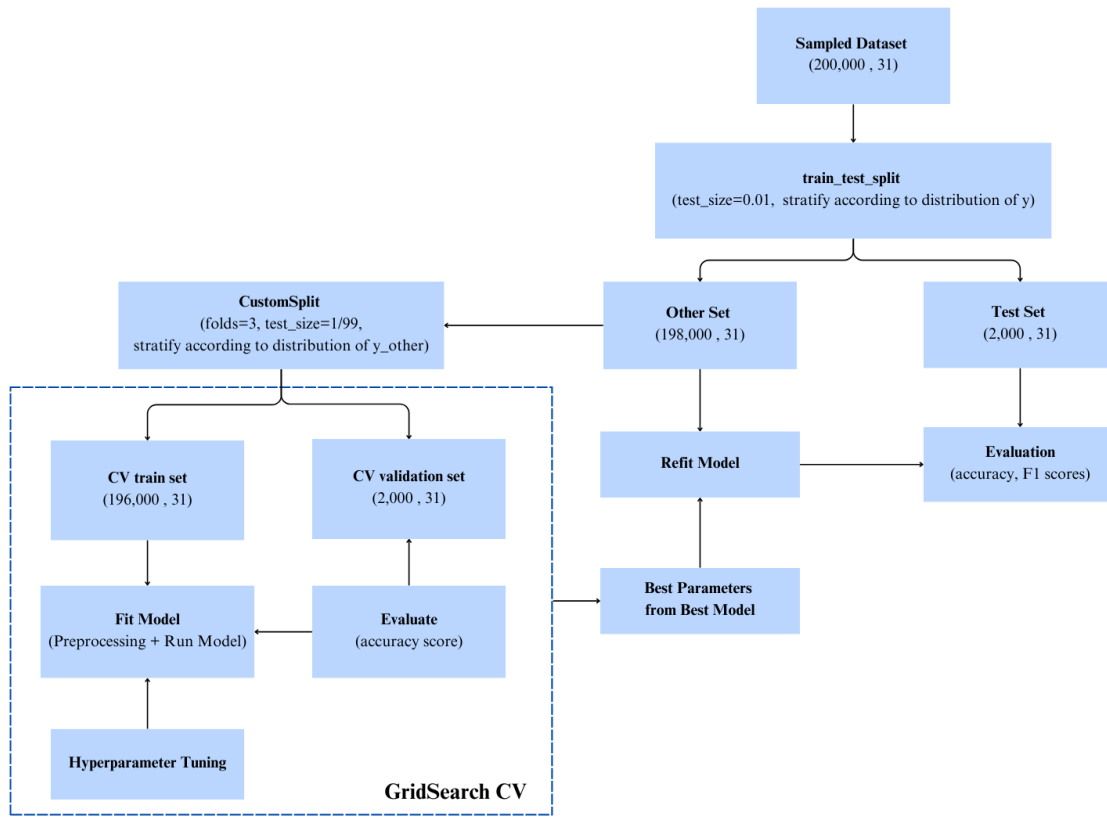 Sampled Dataset
(200,000 , 31)
train_test_split
(test_size=0.01,  stratify according to distribution of y)
CustomSplit
(folds=3, test_size=1/99,
stratify according to distribution of y_other)
Other Set
(198,000 , 31)
Test Set
(2,000 , 31)
CV train set
(196,000 , 31)
CV validation set
(2,000 , 31)
Refit Model
Evaluation
(accuracy, F1 scores)
Fit Model
(Preprocessing + Run Model)
Evaluate
(accuracy score)
Best Parameters
from Best Model
Hyperparameter Tuning
GridSearch CV